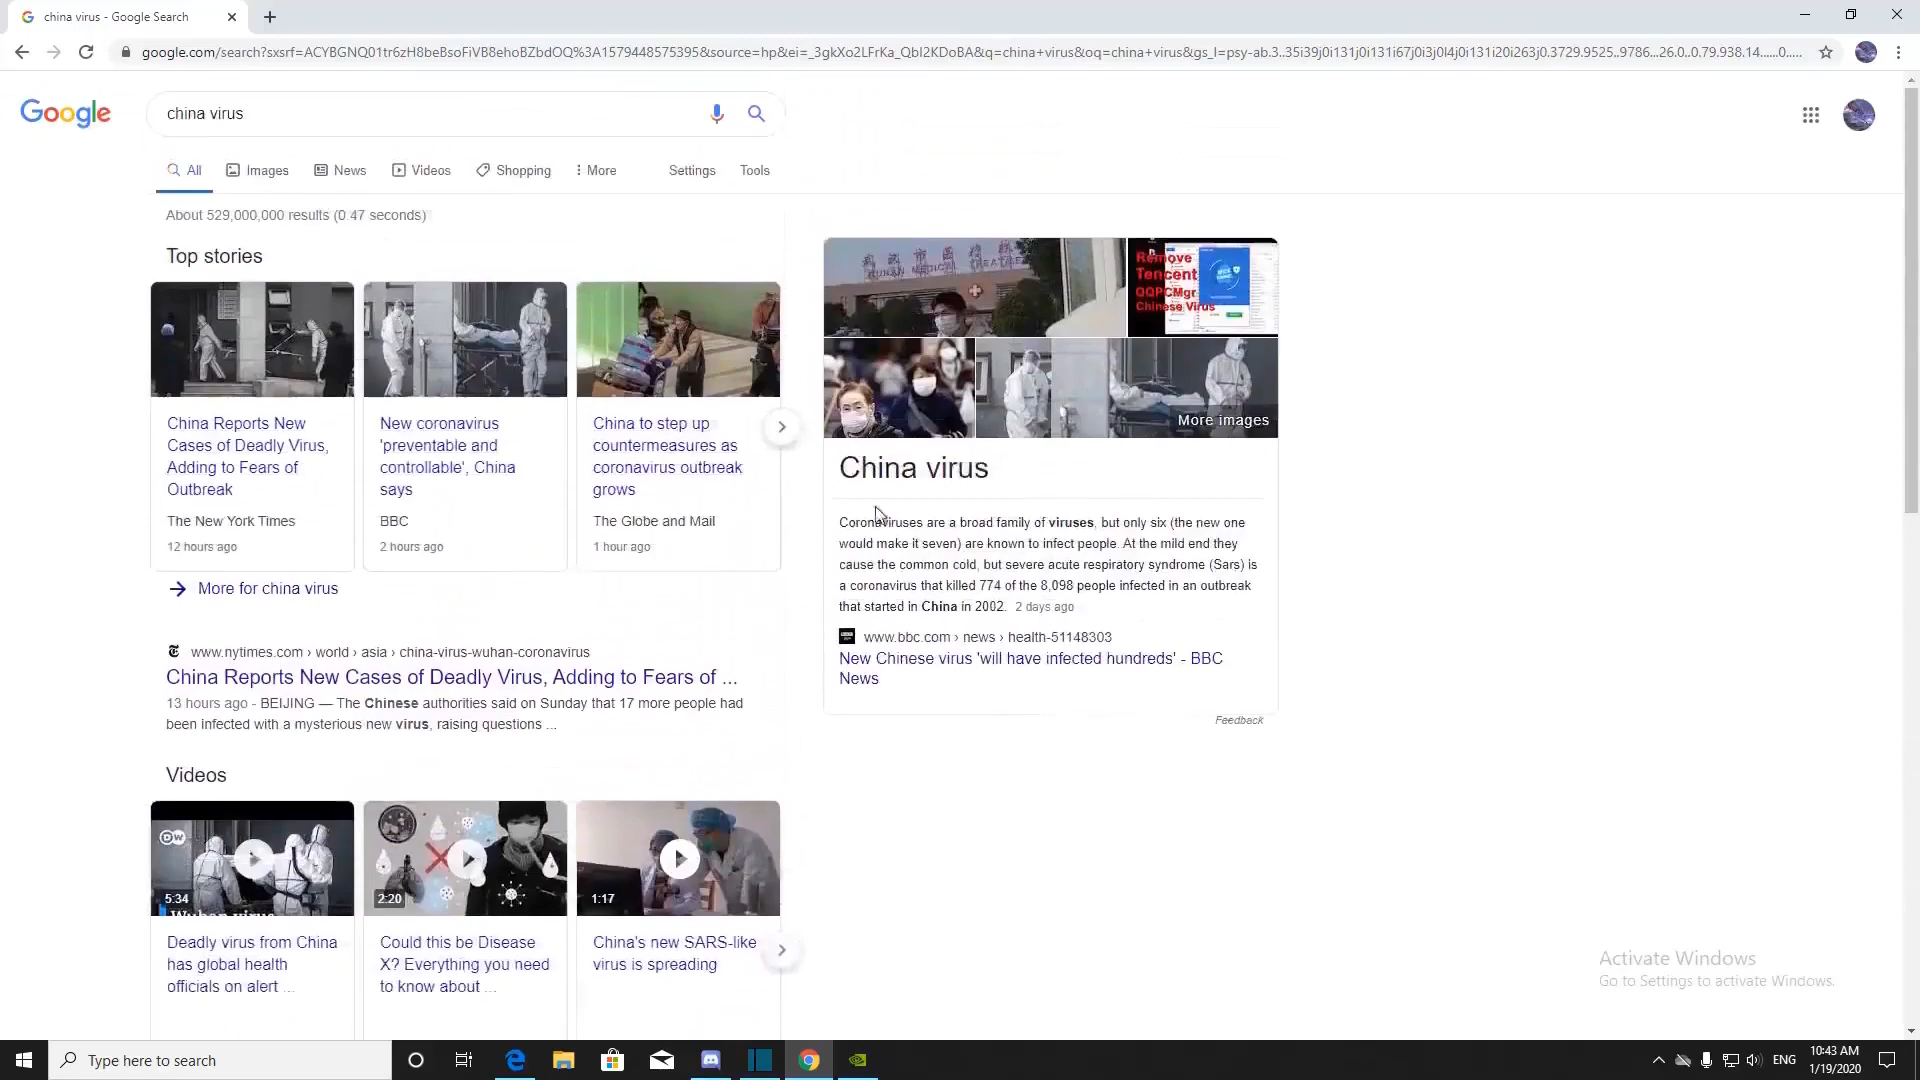 china virus - Google Search
google.com/search?sxsrf=ACYBGNQ01tr6zH8beBsoFiVB8ehoBZbdOQ%3A1579448575395&source=hp&ei=_3gkXo2LFrKa_QbI2KDoBA&q=china+virus&oq=china+virus&gs_l=psy-ab.3..35i39j0i131j0i131i67j0i3j0l4j0i131i20i263j0.3729.9525..9786...26.0..0.79.938.14......0.....
Google
china virus
All Images News Videos Shopping More Settings Tools
About 529,000,000 results (0.47 seconds)
Top stories
China Reports New
Cases of Deadly Virus,
Adding to Fears of
Outbreak
The New York Times
12 hours ago
New coronavirus
'preventable and
controllable', China
says
BBC
2 hours ago
China to step up
countermeasures as
coronavirus outbreak
grows
The Globe and Mail
1 hour ago
More for china virus
www.nytimes.com › world › asia › china-virus-wuhan-coronavirus
China Reports New Cases of Deadly Virus, Adding to Fears of ...
13 hours ago - BEIJING — The Chinese authorities said on Sunday that 17 more people had
been infected with a mysterious new virus, raising questions ...
Videos
DW
5:34
Wuhan virus
Deadly virus from China
has global health
officials on alert ...
2:20
Could this be Disease
X? Everything you need
to know about ...
1:17
China's new SARS-like
virus is spreading
Remove
Tencent
QQPCMgr
Chinese Virus
More images
China virus
Coronaviruses are a broad family of viruses, but only six (the new one
would make it seven) are known to infect people. At the mild end they
cause the common cold, but severe acute respiratory syndrome (Sars) is
a coronavirus that killed 774 of the 8,098 people infected in an outbreak
that started in China in 2002. 2 days ago
www.bbc.com › news › health-51148303
New Chinese virus 'will have infected hundreds' - BBC
News
Feedback
Activate Windows
Go to Settings to activate Windows.
Type here to search
ENG
10:43 AM
1/19/2020